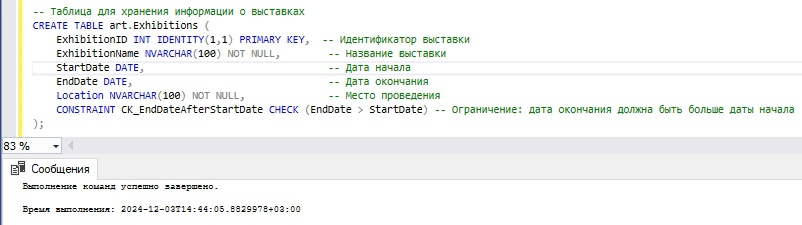 -- Таблица для хранения информации о выставках
CREATE TABLE art.Exhibitions (
ExhibitionID INT IDENTITY(1,1) PRIMARY KEY, -- Идентификатор выставки
ExhibitionName NVARCHAR(100) NOT NULL, -- Название выставки
StartDate DATE, -- Дата начала
EndDate DATE, -- Дата окончания
Location NVARCHAR(100) NOT NULL, -- Место проведения
CONSTRAINT CK_EndDateAfterStartDate CHECK (EndDate > StartDate) -- Ограничение: дата окончания должна быть больше даты начала
);
83 %
Сообщения
Выполнение команд успешно завершено.
Время выполнения: 2024-12-03T14:44:05.8829978+03:00